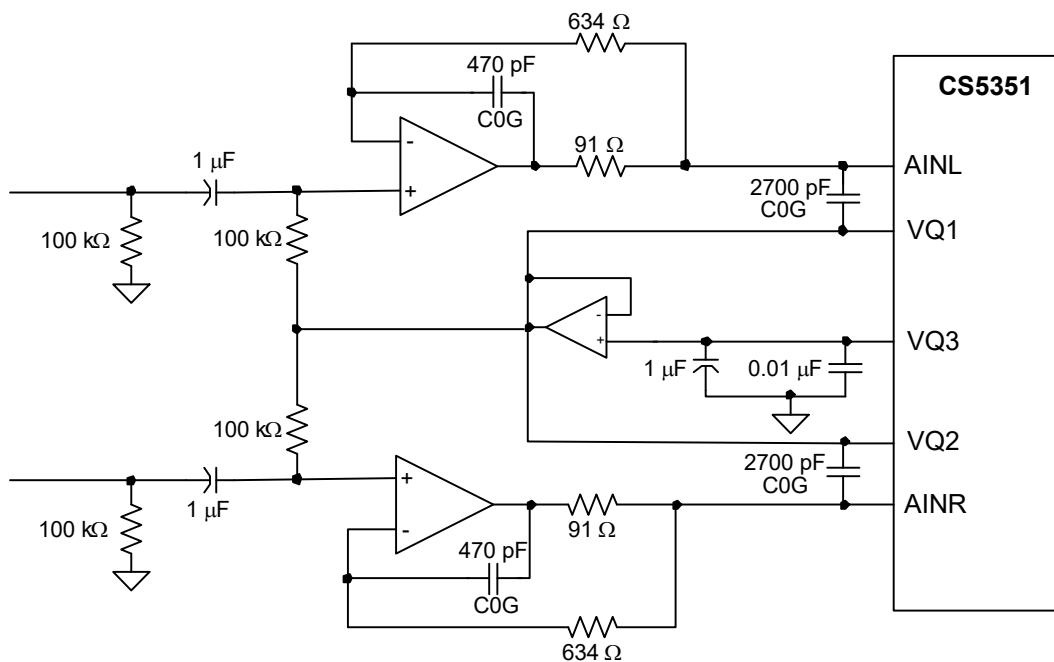 634 Ω
470 pF
C0G
CS5351
-
+
91 Ω
AINL
1 μF
2700 pF
C0G
100 kΩ
100 kΩ
VQ1
-
+
VQ3
1 μF
0.01 μF
100 kΩ
VQ2
2700 pF
C0G
+
-
1 μF
91 Ω
AINR
100 kΩ
470 pF
C0G
634 Ω